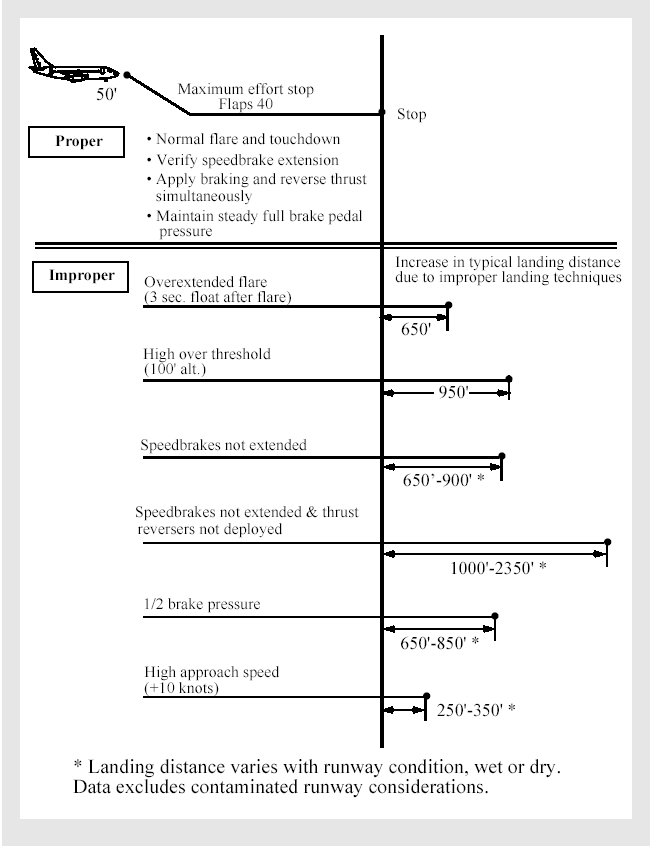 50'
Maximum effort stop
Flaps 40
Stop
Proper
• Normal flare and touchdown
• Verify speedbrake extension
• Apply braking and reverse thrust
simultaneously
• Maintain steady full brake pedal
pressure
Improper
Increase in typical landing distance
due to improper landing techniques
Overextended flare
(3 sec. float after flare)
650'
High over threshold
(100' alt.)
950'
Speedbrakes not extended
650’-900' *
Speedbrakes not extended & thrust
reversers not deployed
1000'-2350' *
1/2 brake pressure
650'-850' *
High approach speed
(+10 knots)
250'-350' *
* Landing distance varies with runway condition, wet or dry.
Data excludes contaminated runway considerations.